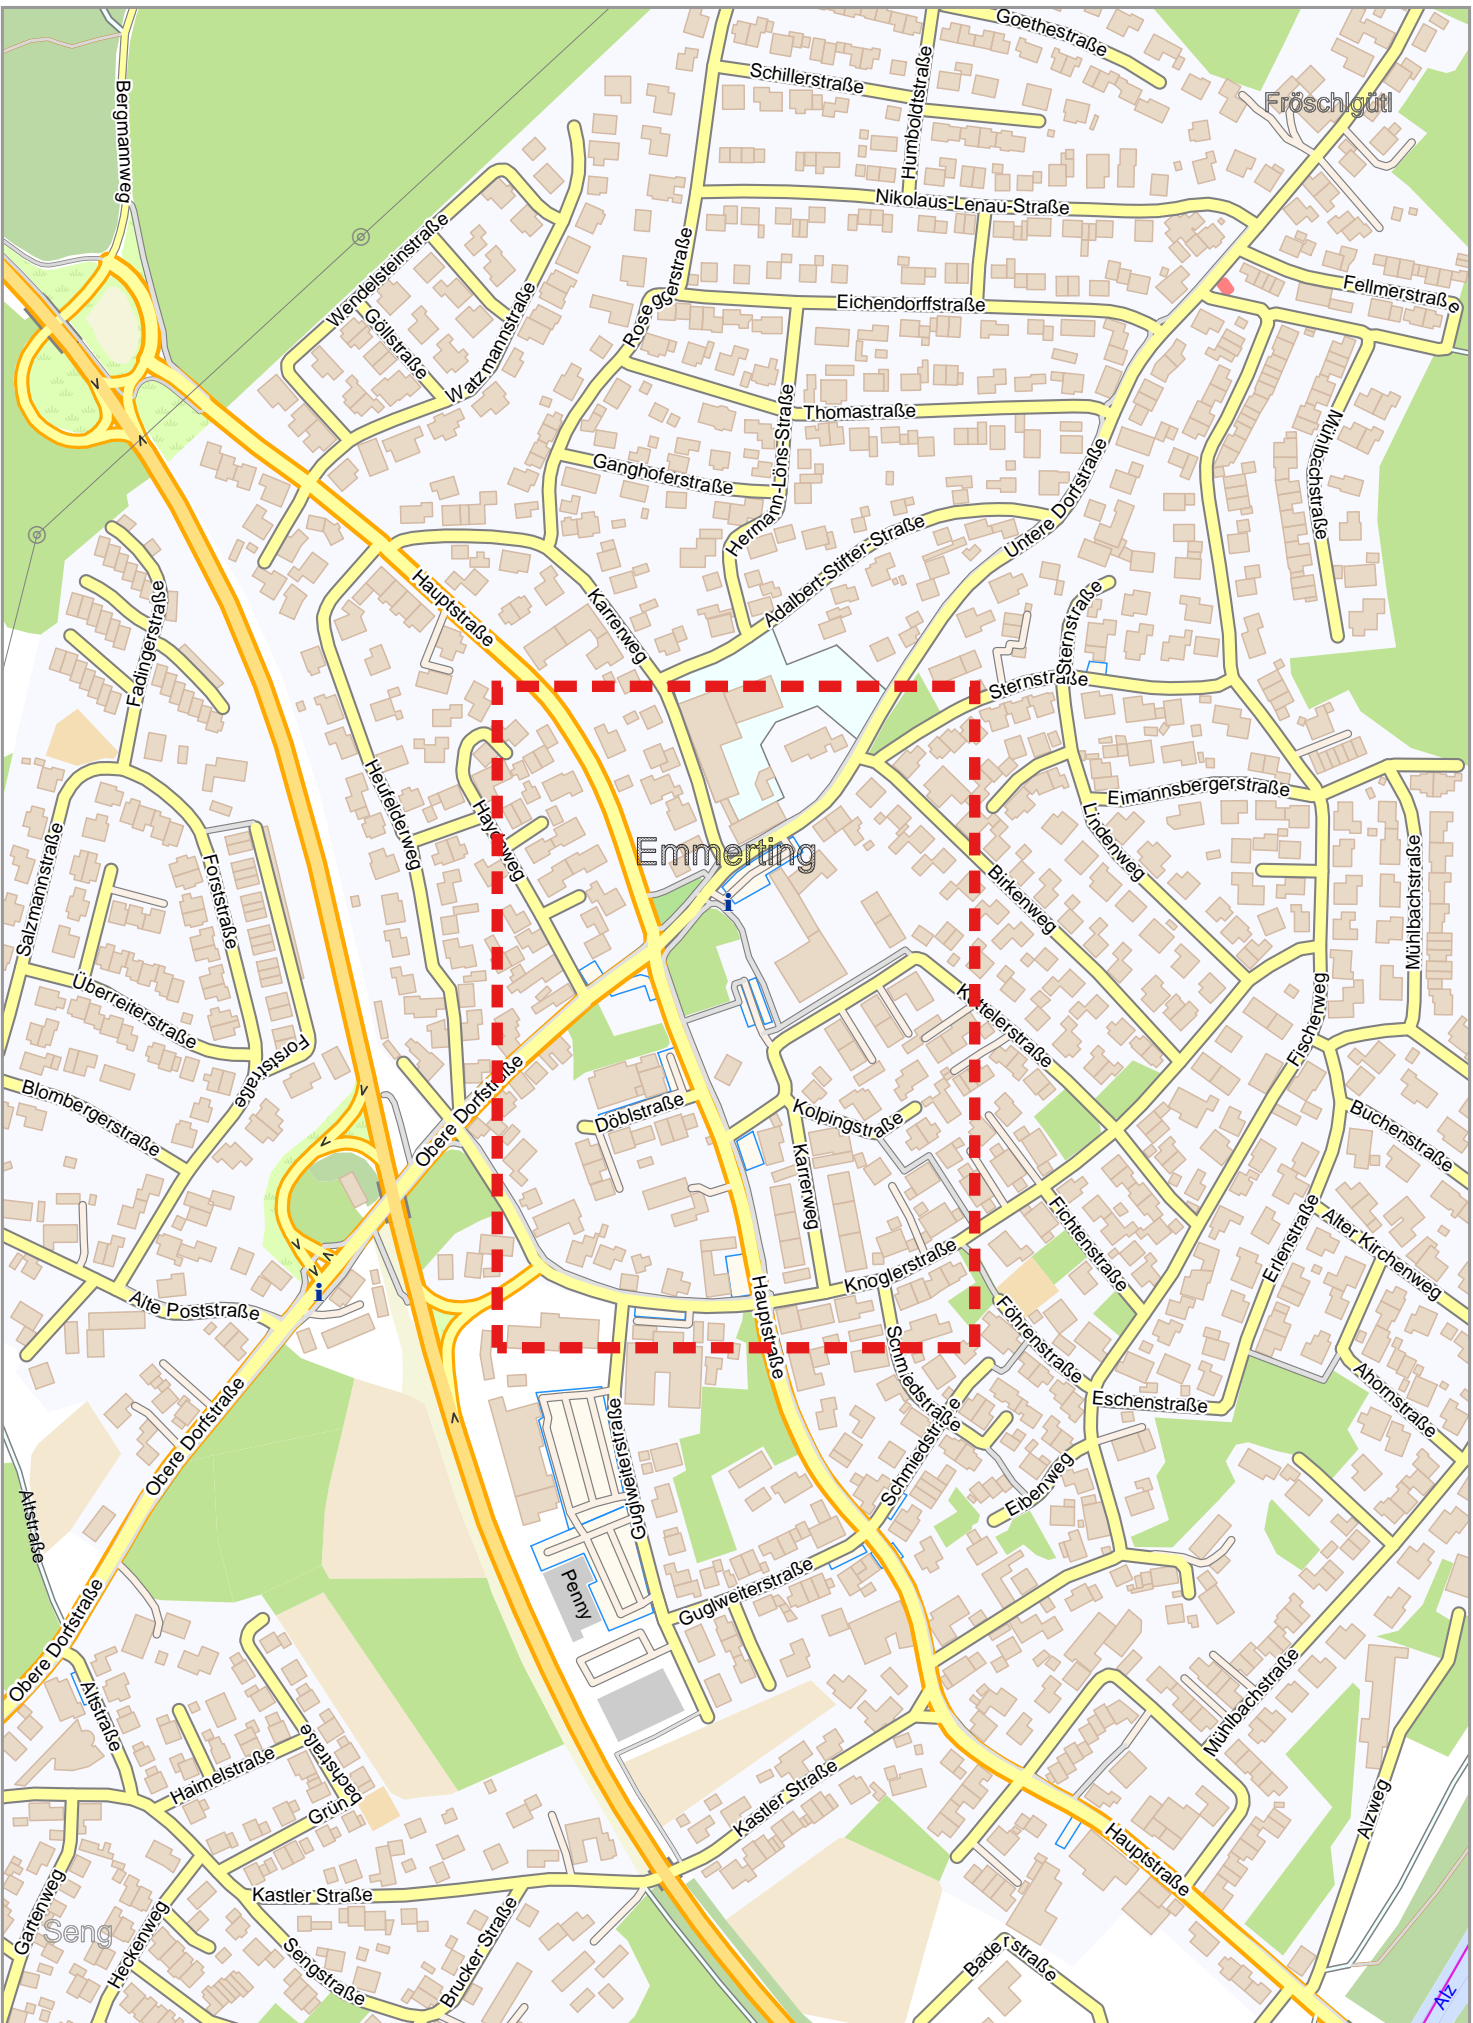 Goethestraße
Schillerstraße
Humboldtstraße
Fröschlgütl
Bergmannweg
Nikolaus-Lenau-Straße
Wendelsteinstraße
Roseggerstraße
Fellmerstraße
Eichendorffstraße
Göllstraße
Watzmannstraße
Thomastraße
Hermann-Löns-Straße
Mühlbachstraße
Ganghoferstraße
Untere Dorfstraße
Adalbert-Stifter-Straße
Hauptstraße
Karrerweg
Fadingerstraße
Sternstraße
Sternstraße
Heufelderweg
Haydnweg
Eimannsbergerstraße
Lindenweg
Emmerting
Birkenweg
Salzmannstraße
Forststraße
Mühlbachstraße
i
Überreiterstraße
Kettelerstraße
Fischerweg
Forststraße
Obere Dorfstraße
Blombergerstraße
Döblstraße
Kolpingstraße
Karrerweg
Buchenstraße
Fichtenstraße
Erlenstraße
Alter Kirchenweg
Knoglerstraße
i
Alte Poststraße
Hauptstraße
Föhrenstraße
Schmiedstraße
Eschenstraße
Ahornstraße
Obere Dorfstraße
Guglweiterstraße
Schmiedstraße
Eibenweg
Altstraße
Penny
Guglweiterstraße
Obere Dorfstraße
Altstraße
Mühlbachstraße
Haimelstraße
Grünbachstraße
Kastler Straße
Alzweg
Hauptstraße
Kastler Straße
Gartenweg
Seng
Heckenweg
Sengstraße
Brucker Straße
Baderstraße
Alz